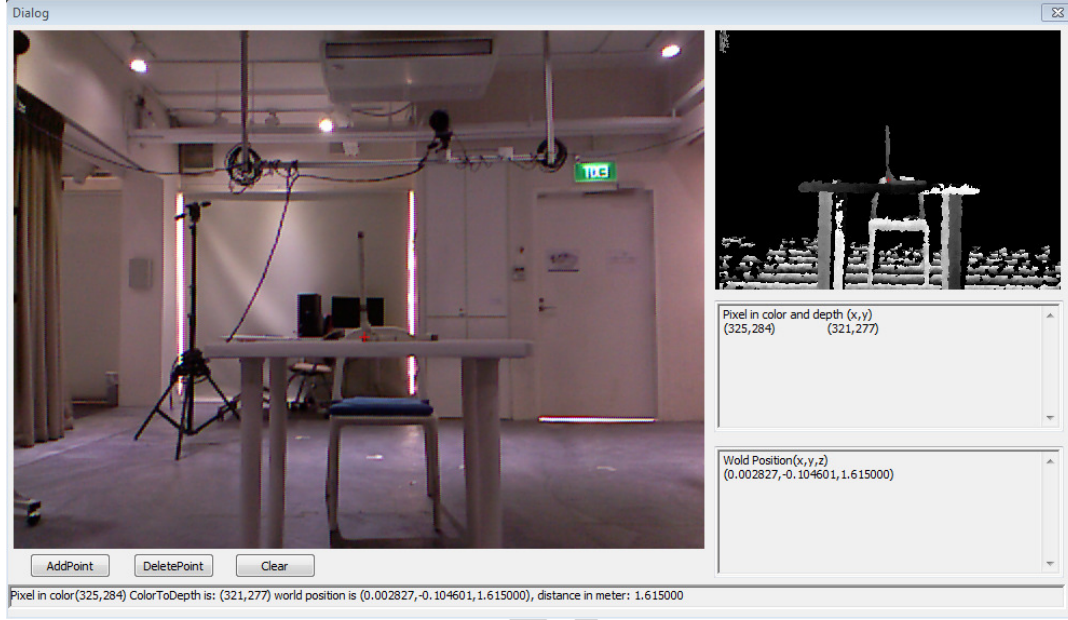 Dialog
Pixel in color and depth (x,y)
(325,284) (321,277)
Wold Position(x,y,z)
(0.002827,-0.104601,1.615000)
AddPoint DeletePoint Clear
Pixel in color(325,284) ColorToDepth is: (321,277) world position is (0.002827,-0.104601,1.615000), distance in meter: 1.615000